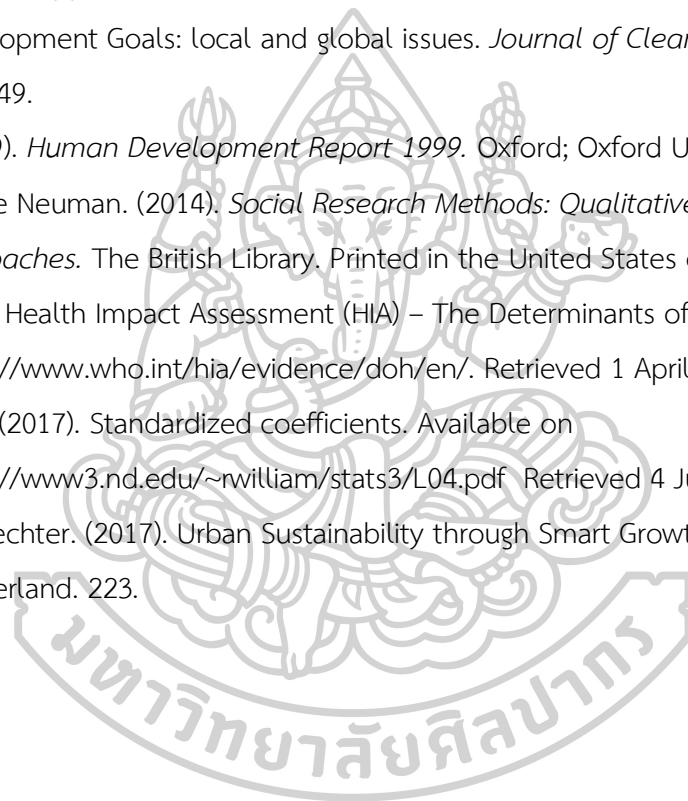 opment Goals: local and global issues. Journal of Clear
49.
). Human Development Report 1999. Oxford; Oxford U
e Neuman. (2014). Social Research Methods: Qualitative
oaches. The British Library. Printed in the United States
Health Impact Assessment (HIA) – The Determinants of
//www.who.int/hia/evidence/doh/en/. Retrieved 1 April
(2017). Standardized coefficients. Available on
//www3.nd.edu/~rwilliam/stats3/L04.pdf Retrieved 4 Ju
echter. (2017). Urban Sustainability through Smart Growt
erland. 223.
มหาวิทยาลัยศิลปากร